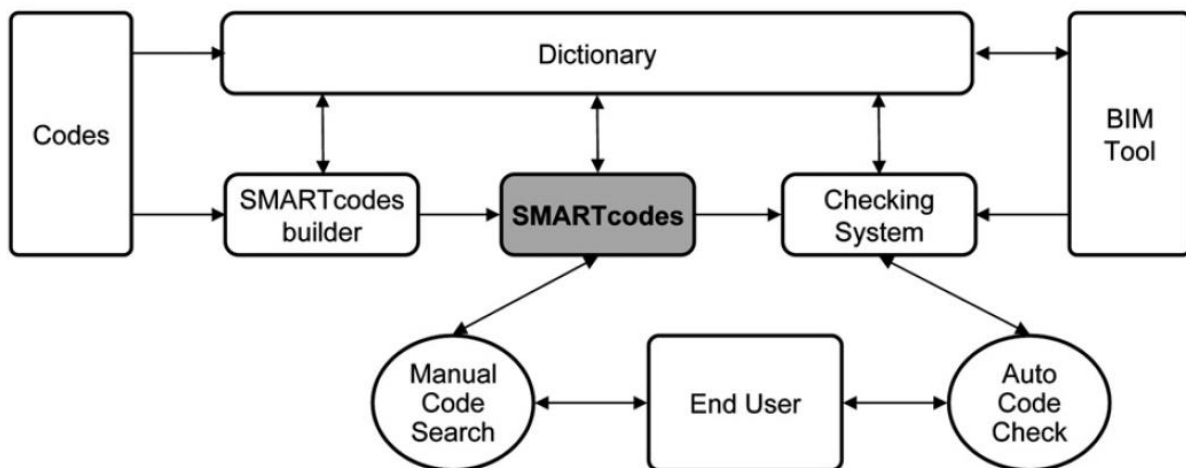 Dictionary
Codes
BIM
Tool
SMARTcodes
builder
SMARTcodes
Checking
System
Manual
Code
Search
End User
Auto
Code
Check